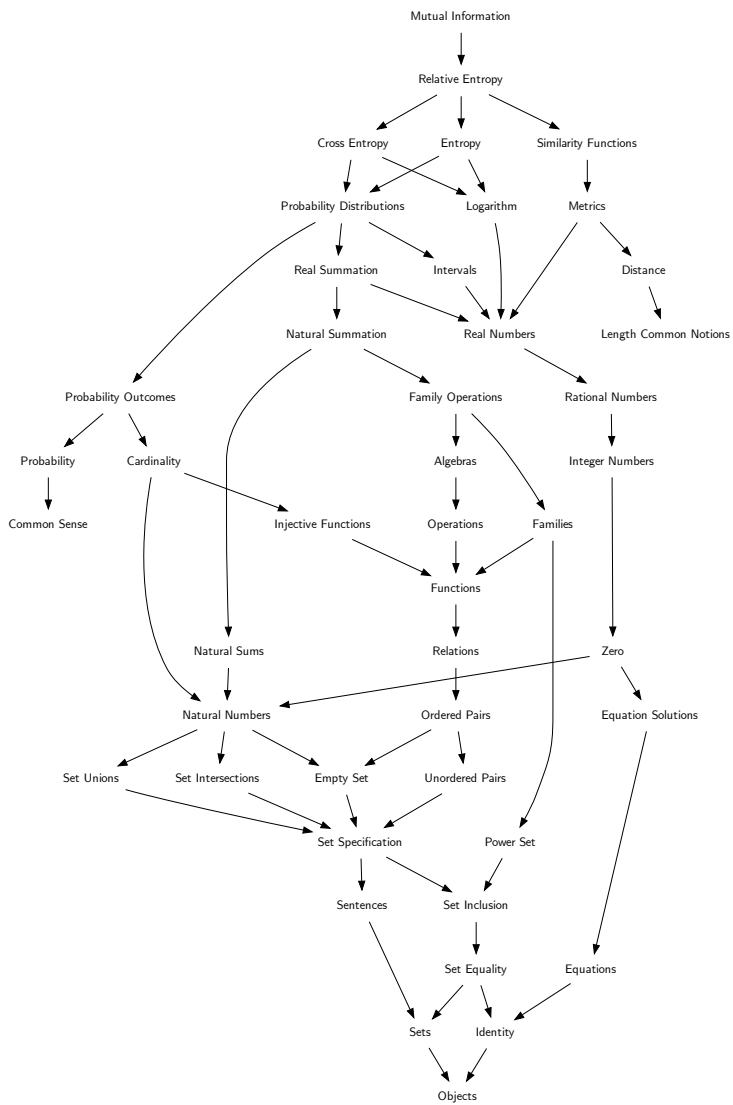 Mutual Information
Relative Entropy
Cross Entropy
Entropy
Similarity Functions
Probability Distributions
Logarithm
Metrics
Real Summation
Intervals
Distance
Natural Summation
Real Numbers
Length Common Notions
Probability Outcomes
Family Operations
Rational Numbers
Probability
Cardinality
Algebras
Integer Numbers
Common Sense
Injective Functions
Operations
Families
Functions
Natural Sums
Relations
Zero
Natural Numbers
Ordered Pairs
Equation Solutions
Set Unions
Set Intersections
Empty Set
Unordered Pairs
Set Specification
Power Set
Sentences
Set Inclusion
Set Equality
Equations
Sets
Identity
Objects